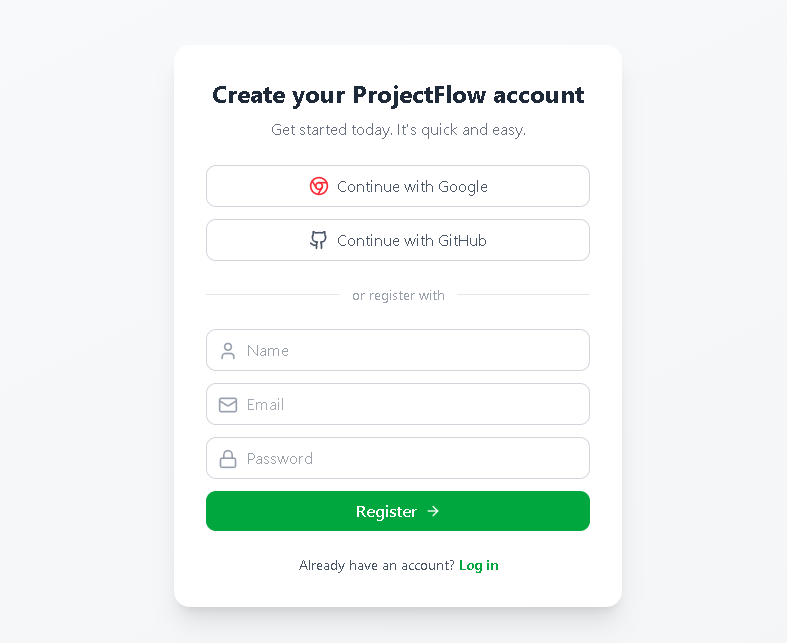 Create your ProjectFlow account
Get started today. It's quick and easy.
Continue with Google
Continue with GitHub
or register with
Name
Email
Password
Register →
Already have an account? Log in